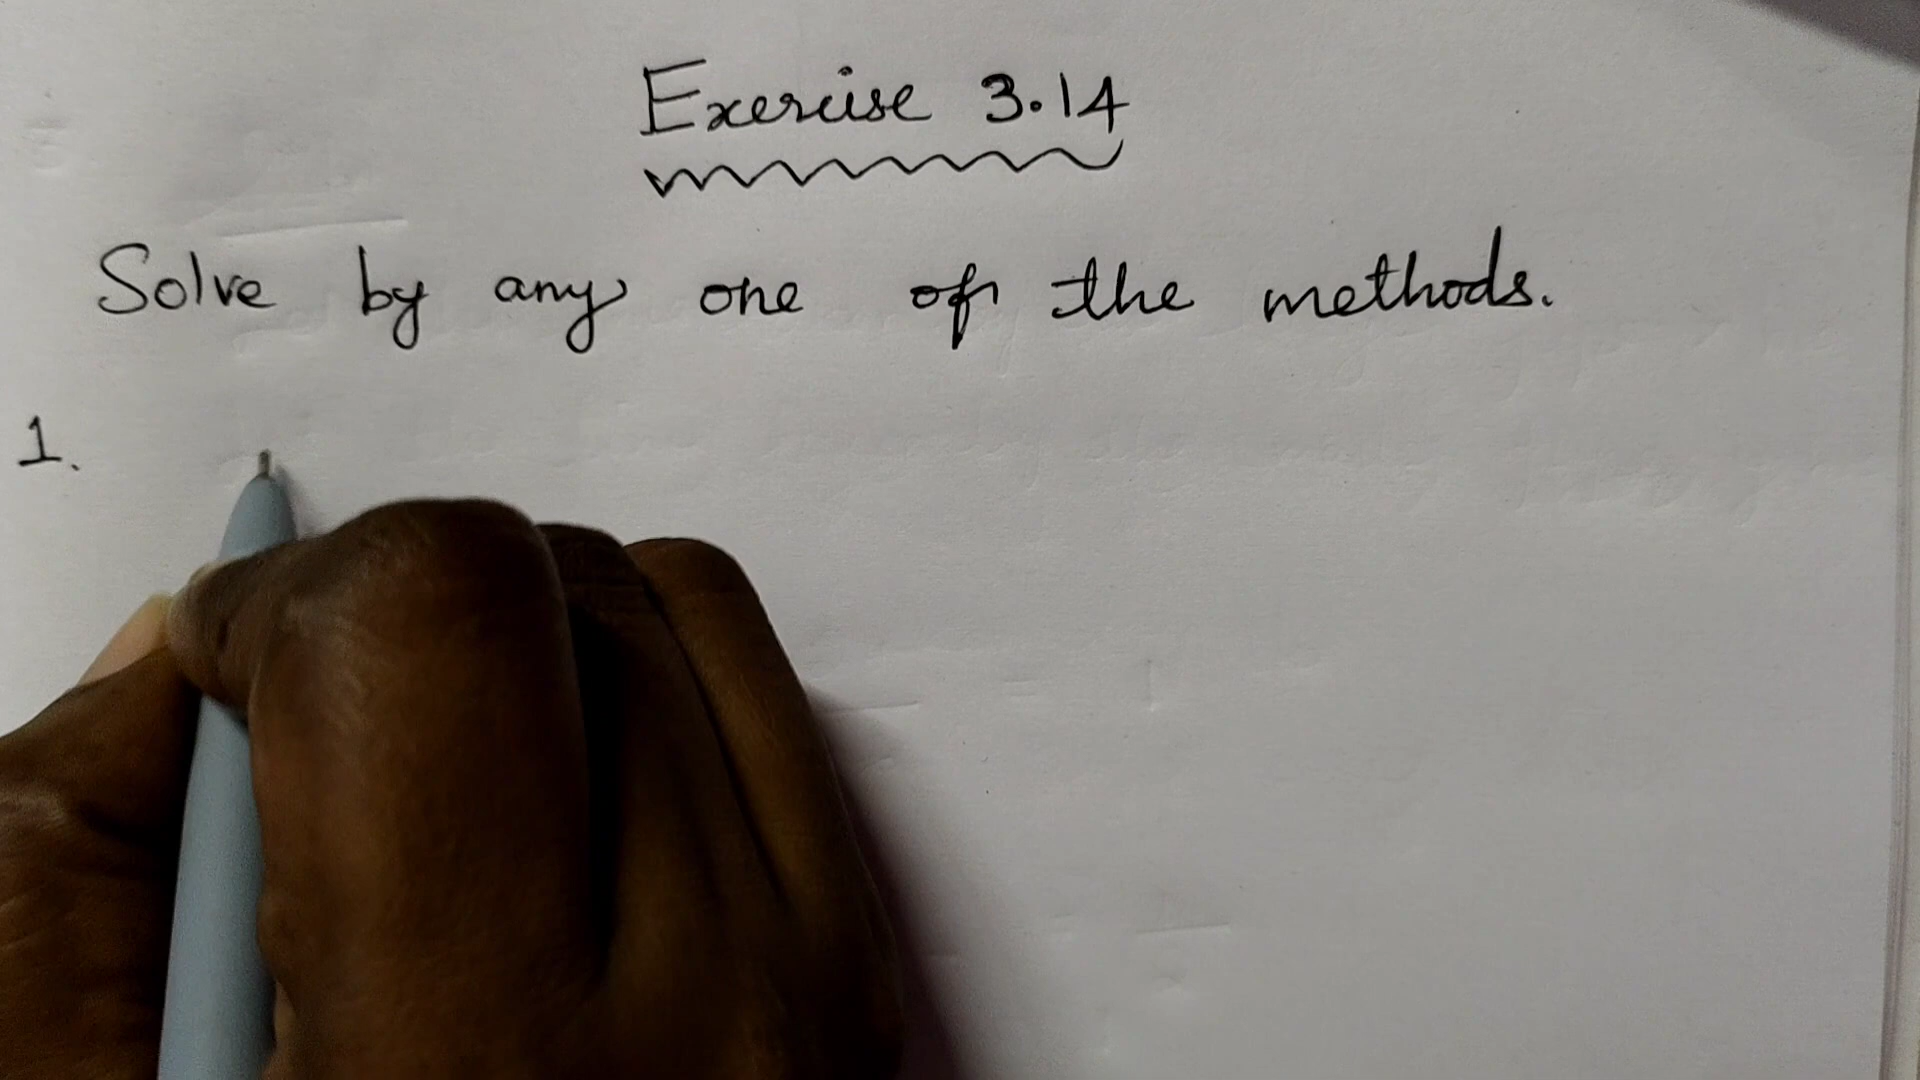 Exercise 3.14
Solve by any one of the methods.
1.